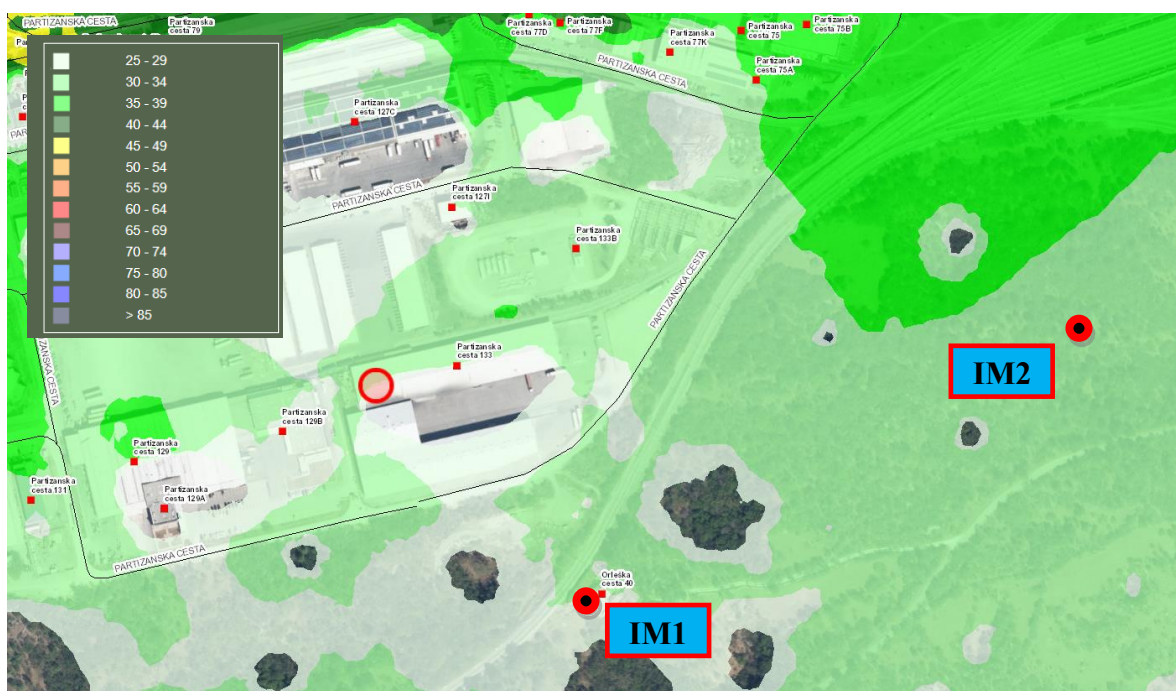 PARTIZANSKA CESTA
Partizanska
cesta 79
Partizanska
cesta 77D
Partizanska
cesta 77F
Partizanska
cesta 77K
Partizanska
cesta 75
Partizanska
cesta 75B
Partizanska
cesta 75A
PARTIZANSKA CESTA
25 - 29
30 - 34
35 - 39
40 - 44
45 - 49
50 - 54
55 - 59
60 - 64
65 - 69
70 - 74
75 - 80
80 - 85
> 85
Partizanska
cesta 127C
PARTIZANSKA CESTA
Partizanska
cesta 127I
Partizanska
cesta 133B
PARTIZANSKA CESTA
PARTIZANSKA CESTA
Partizanska
cesta 133
IM2
Partizanska
cesta 129B
Partizanska
cesta 129
Partizanska
cesta 131
Partizanska
cesta 129A
PARTIZANSKA CESTA
Orleška
cesta 40
IM1